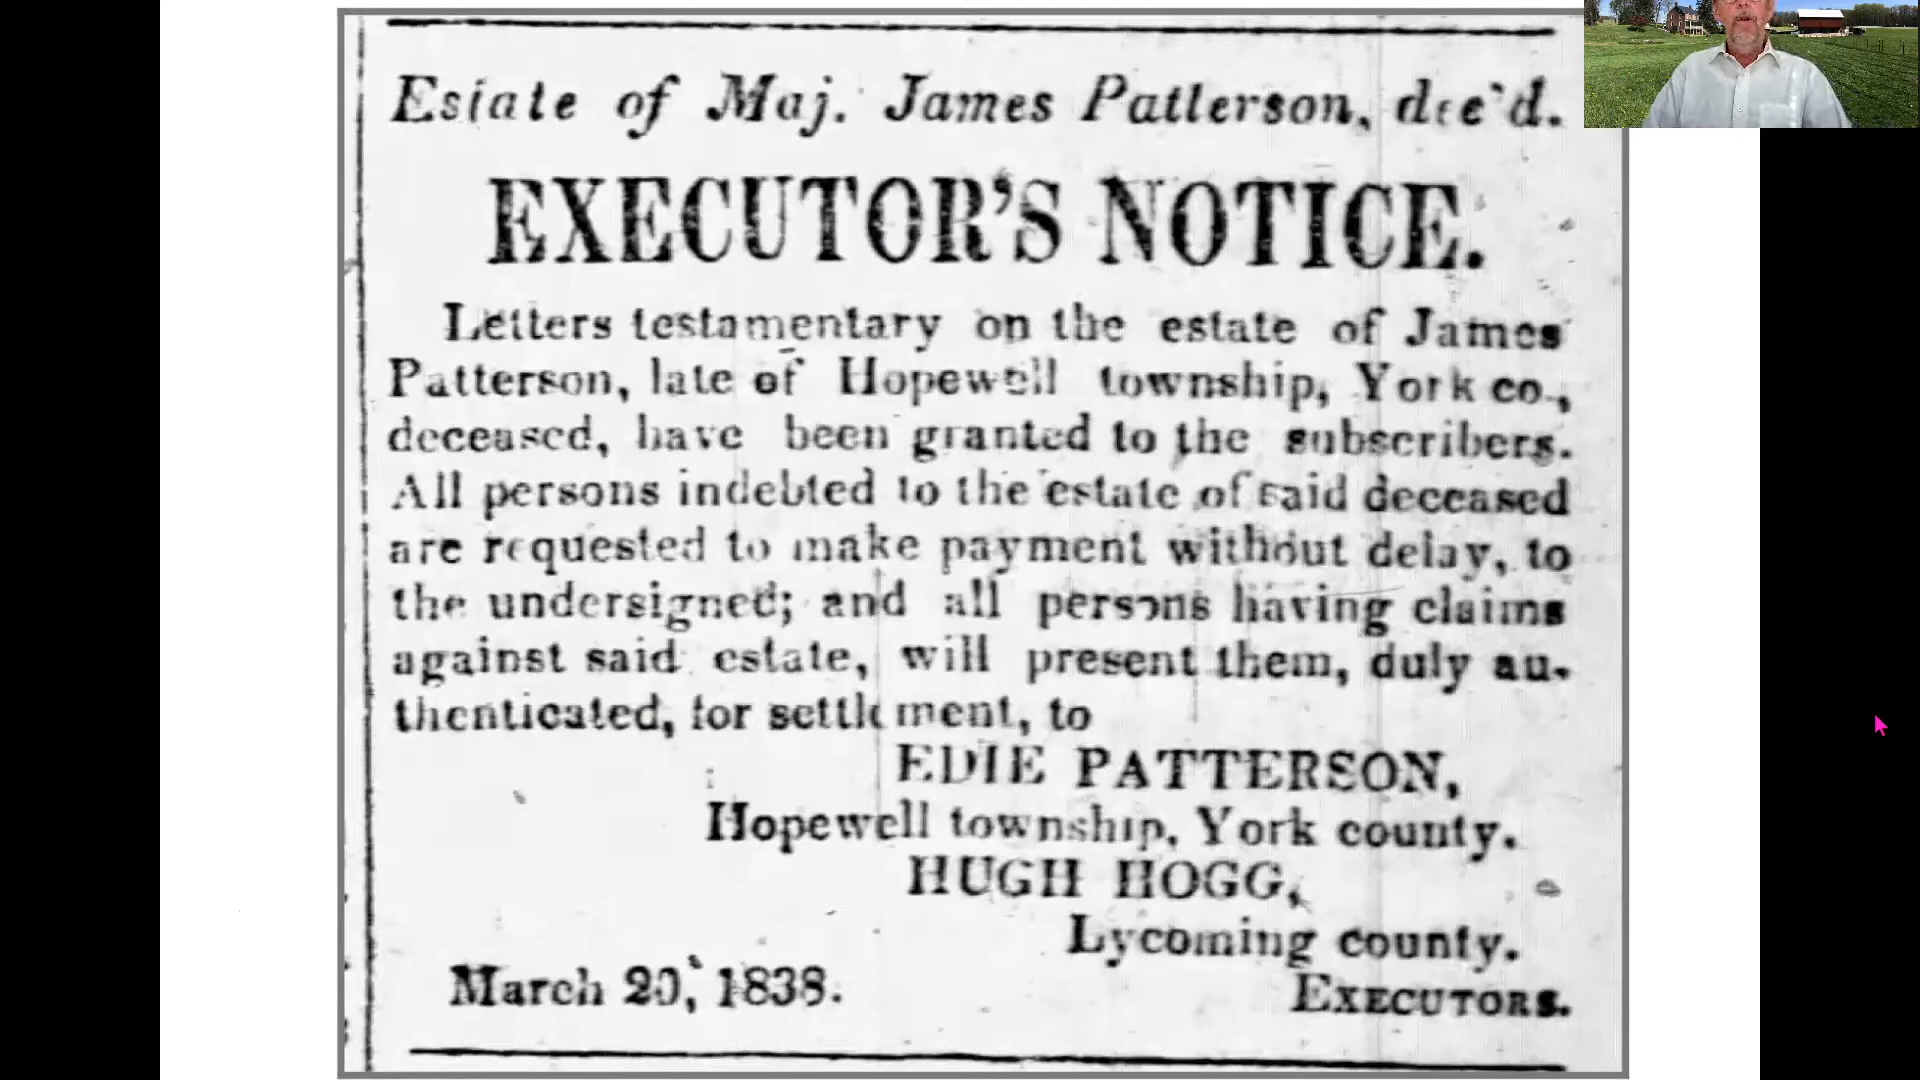 Estate of Maj. James Patterson, dec'd.
EXECUTOR'S NOTICE.
Letters testamentary on the estate of James
Patterson, late of Hopewell township, York co.,
deceased, have been granted to the subscribers.
All persons indebted to the estate of said deceased
are requested to make payment without delay, to
the undersigned; and all persons having claims
against said estate, will present them, duly au-
thenticated, for settlement, to
EDIE PATTERSON,
Hopewell township, York county.
HUGH HOGG,
Lycoming county.
March 20, 1838.
EXECUTORS.